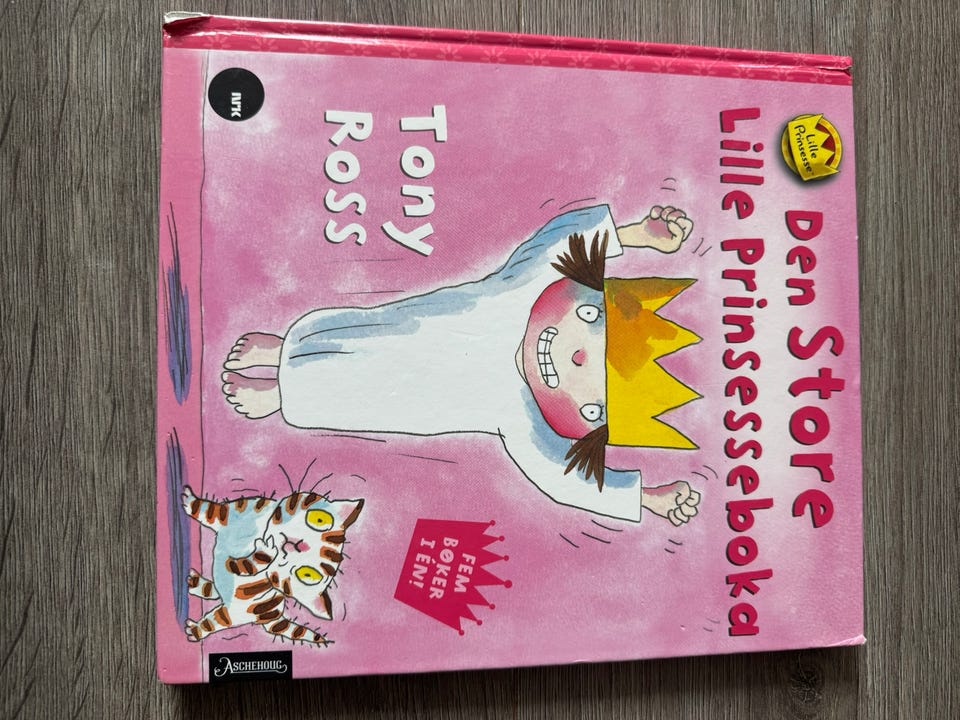 Lille
Prinsesse
Den Store
Lille Prinsesseboka
Tony
Ross
FEM
BØKER
I ÉN!
NRK
ASCHEHOUG